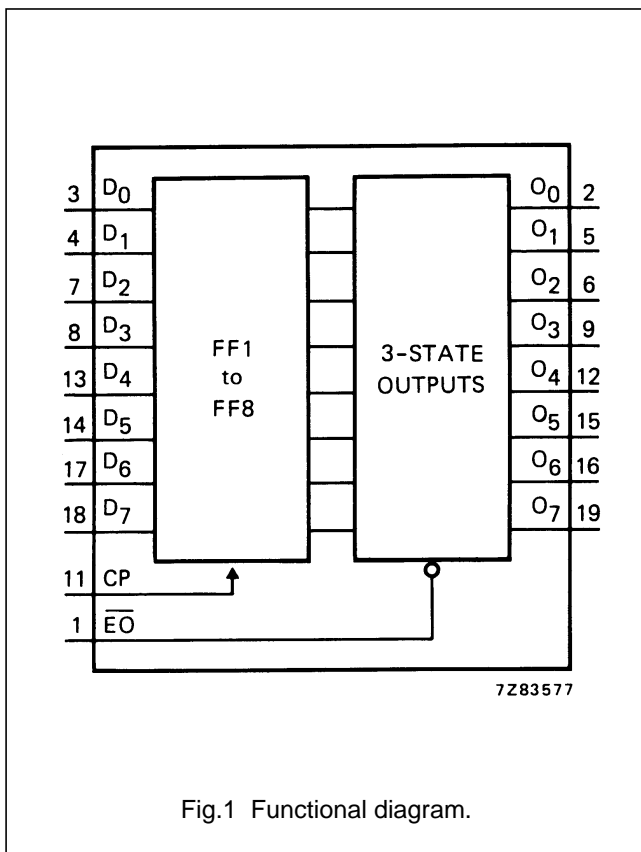 3 D0 O0 2
4 D1 O1 5
7 D2 O2 6
8 D3 O3 9
13 D4 O4 12
14 D5 O5 15
17 D6 O6 16
18 D7 O7 19
FF1
to
FF8
3-STATE
OUTPUTS
11 CP
1 E̅O̅
7Z83577
Fig.1 Functional diagram.